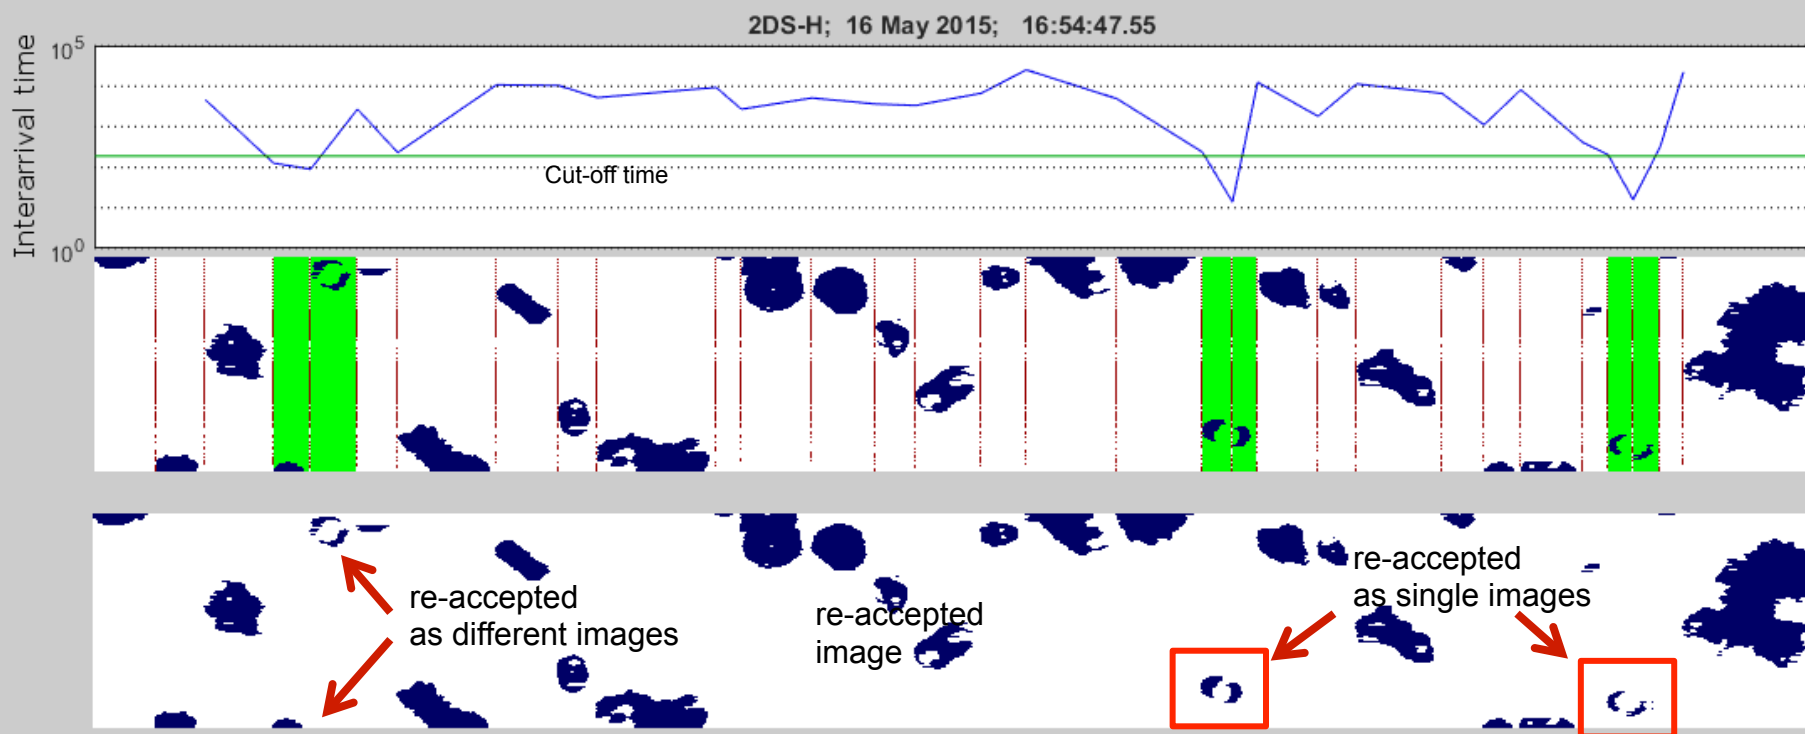 2DS-H; 16 May 2015; 16:54:47.55
Interarrival time
10^5
10^0
Cut-off time
re-accepted
as different images
re-accepted
image
re-accepted
as single images